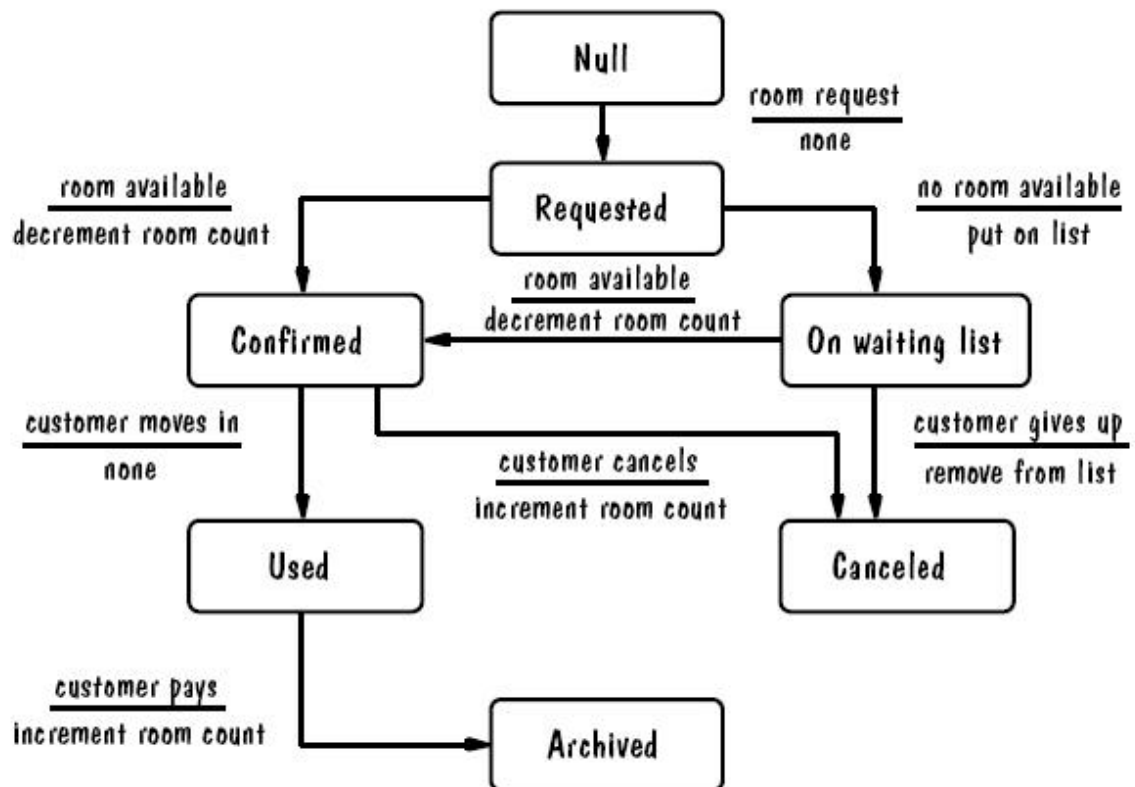 Null
room request
none
room available
decrement room count
Requested
no room available
put on list
room available
decrement room count
Confirmed
On waiting list
customer moves in
none
customer cancels
increment room count
customer gives up
remove from list
Used
Canceled
customer pays
increment room count
Archived